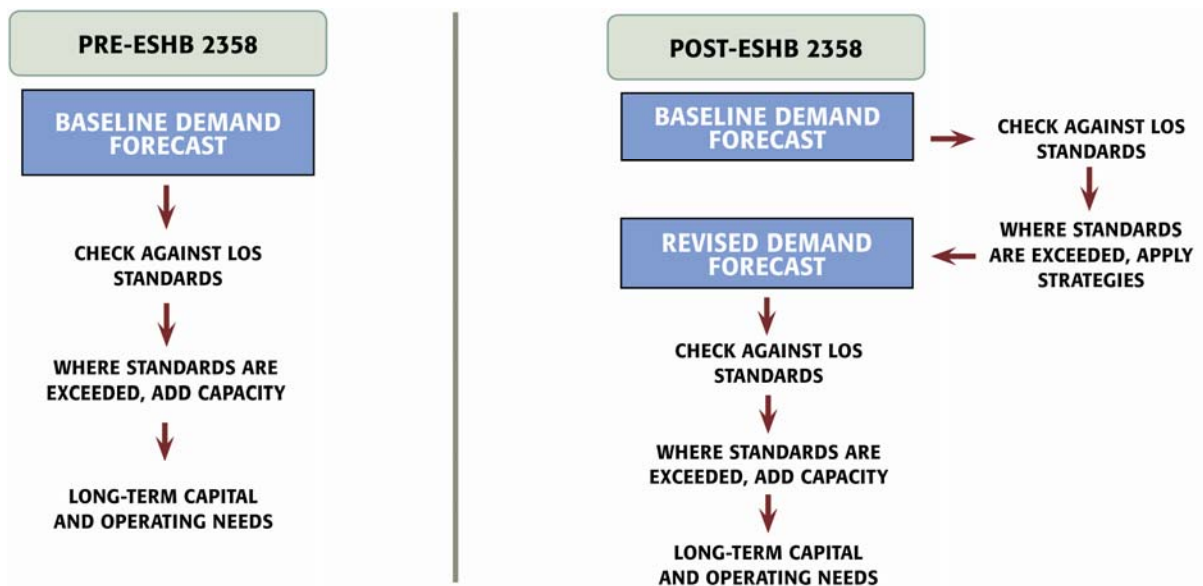 PRE-ESHB 2358
BASELINE DEMAND
FORECAST
CHECK AGAINST LOS
STANDARDS
WHERE STANDARDS ARE
EXCEEDED, ADD CAPACITY
LONG-TERM CAPITAL
AND OPERATING NEEDS
POST-ESHB 2358
BASELINE DEMAND
FORECAST
CHECK AGAINST LOS
STANDARDS
WHERE STANDARDS
ARE EXCEEDED, APPLY
STRATEGIES
REVISED DEMAND
FORECAST
CHECK AGAINST LOS
STANDARDS
WHERE STANDARDS ARE
EXCEEDED, ADD CAPACITY
LONG-TERM CAPITAL
AND OPERATING NEEDS